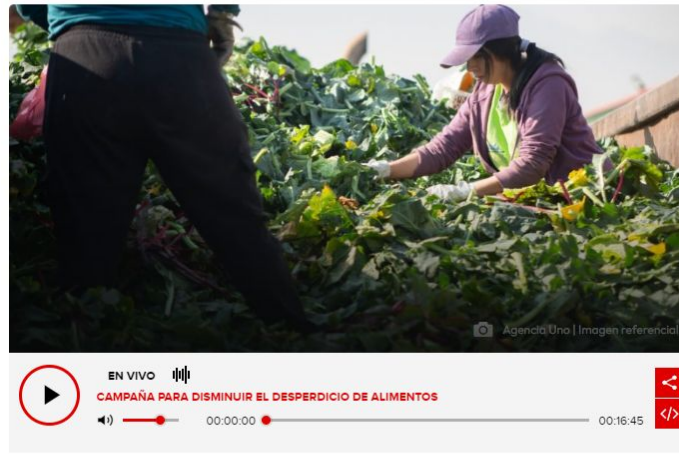 Agencia Uno | Imagen referencial
EN VIVO
CAMPAÑA PARA DISMINUIR EL DESPERDICIO DE ALIMENTOS
00:00:00 00:16:45